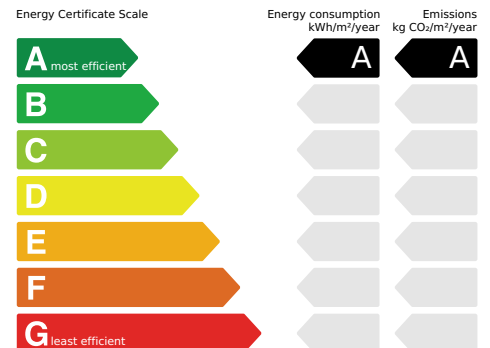 Energy Certificate Scale
Energy consumption
kWh/m²/year
Emissions
kg CO₂/m²/year
A most efficient
A
A
B
C
D
E
F
G least efficient